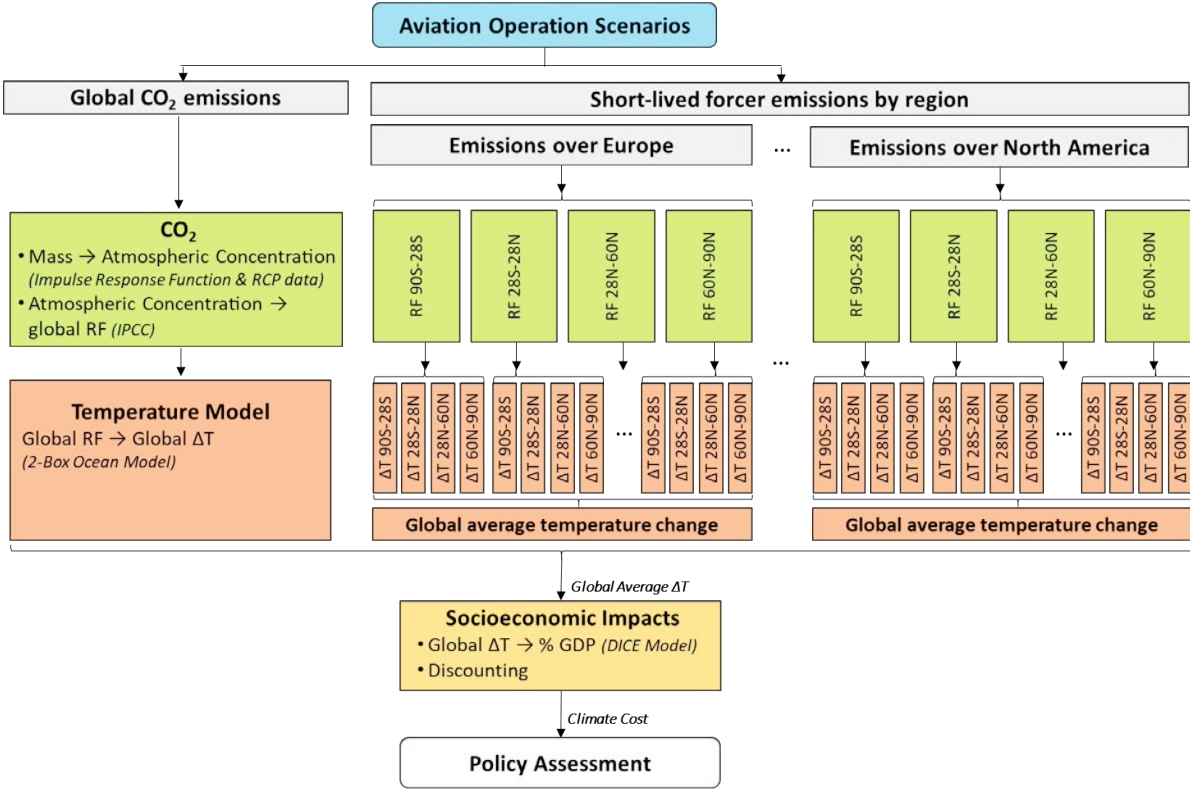 Aviation Operation Scenarios
Global CO₂ emissions
Short-lived forcer emissions by region
Emissions over Europe
...
Emissions over North America
CO₂
• Mass → Atmospheric Concentration
(Impulse Response Function & RCP data)
• Atmospheric Concentration →
global RF (IPCC)
RF 90S-28S
RF 28S-28N
RF 28N-60N
RF 60N-90N
...
RF 90S-28S
RF 28S-28N
RF 28N-60N
RF 60N-90N
Temperature Model
Global RF → Global ΔT
(2-Box Ocean Model)
ΔT 90S-28S
ΔT 28S-28N
ΔT 28N-60N
ΔT 60N-90N
ΔT 90S-28S
ΔT 28S-28N
ΔT 28N-60N
ΔT 60N-90N
...
ΔT 90S-28S
ΔT 28S-28N
ΔT 28N-60N
ΔT 60N-90N
ΔT 90S-28S
ΔT 28S-28N
ΔT 28N-60N
ΔT 60N-90N
ΔT 90S-28S
ΔT 28S-28N
ΔT 28N-60N
ΔT 60N-90N
...
ΔT 90S-28S
ΔT 28S-28N
ΔT 28N-60N
ΔT 60N-90N
Global average temperature change
Global average temperature change
Global Average ΔT
Socioeconomic Impacts
• Global ΔT → % GDP (DICE Model)
• Discounting
Climate Cost
Policy Assessment